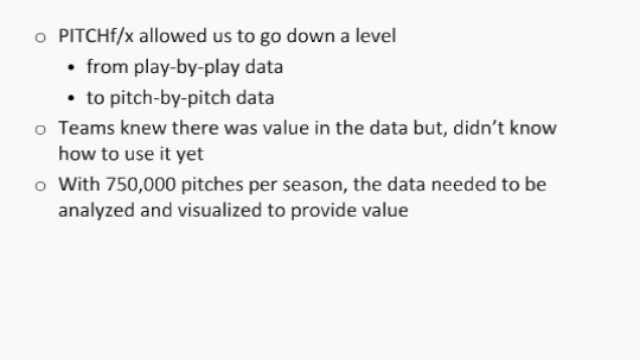 ○ PITCHf/x allowed us to go down a level
• from play-by-play data
• to pitch-by-pitch data
○ Teams knew there was value in the data but, didn’t know
how to use it yet
○ With 750,000 pitches per season, the data needed to be
analyzed and visualized to provide value